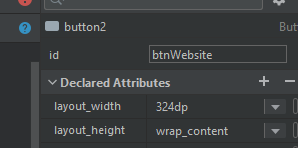 button2
id
btnWebsite
Declared Attributes
layout_width
324dp
layout_height
wrap_content